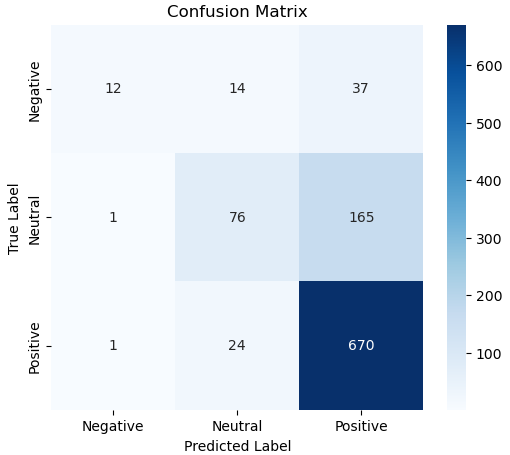 Confusion Matrix
True Label
Negative
12 14 37
Neutral
1 76 165
Positive
1 24 670
Negative Neutral Positive
Predicted Label
600
500
400
300
200
100